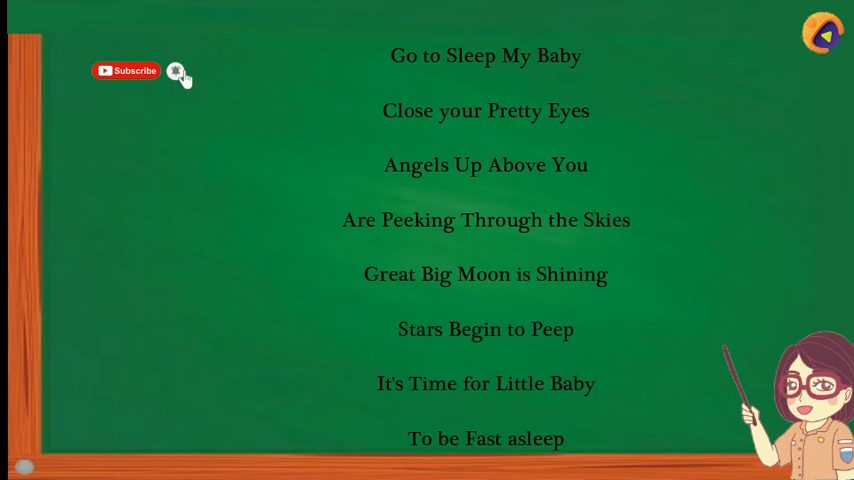 Go to Sleep My Baby
Subscribe
Close your Pretty Eyes
Angels Up Above You
Are Peeking Through the Skies
Great Big Moon is Shining
Stars Begin to Peep
It's Time for Little Baby
To be Fast asleep